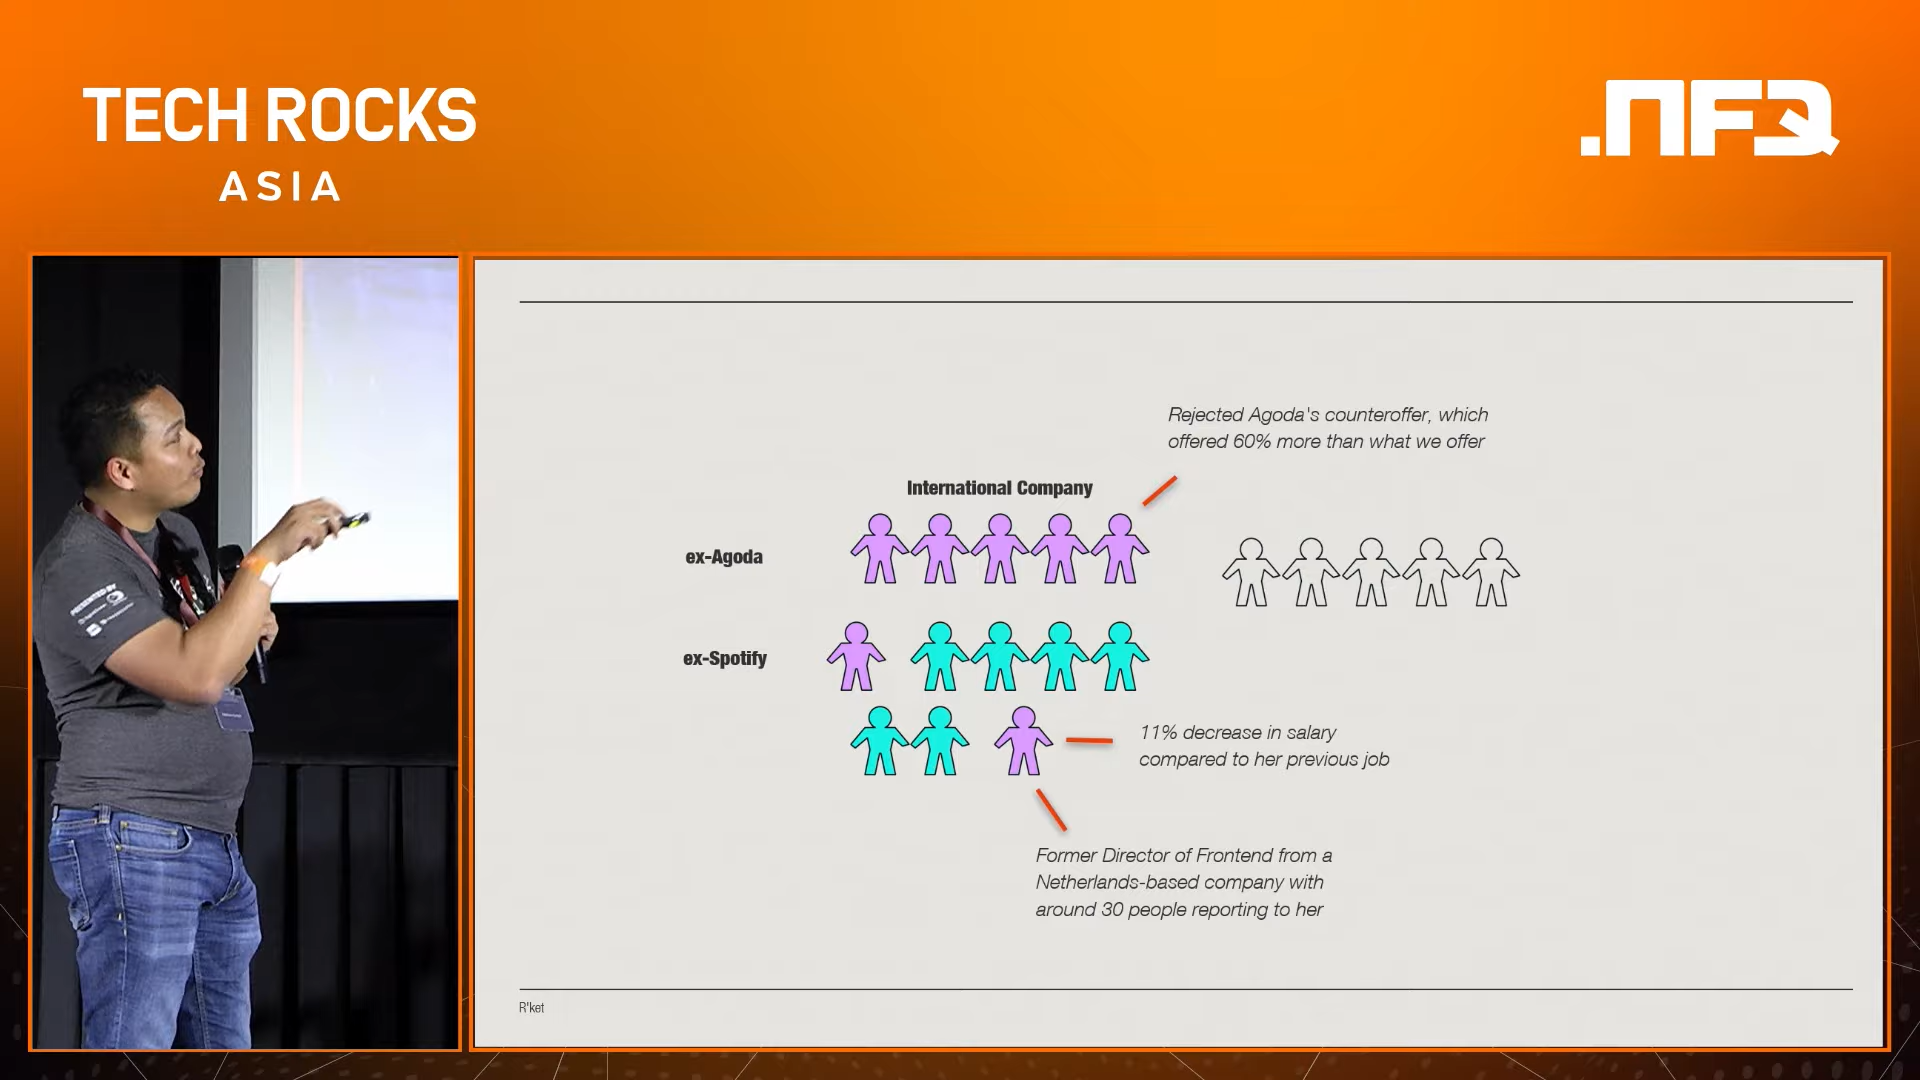 TECH ROCKS
ASIA
.NFQ
PRESENTED BY
Rejected Agoda's counteroffer, which
offered 60% more than what we offer
International Company
ex-Agoda
ex-Spotify
11% decrease in salary
compared to her previous job
Former Director of Frontend from a
Netherlands-based company with
around 30 people reporting to her
R'ket